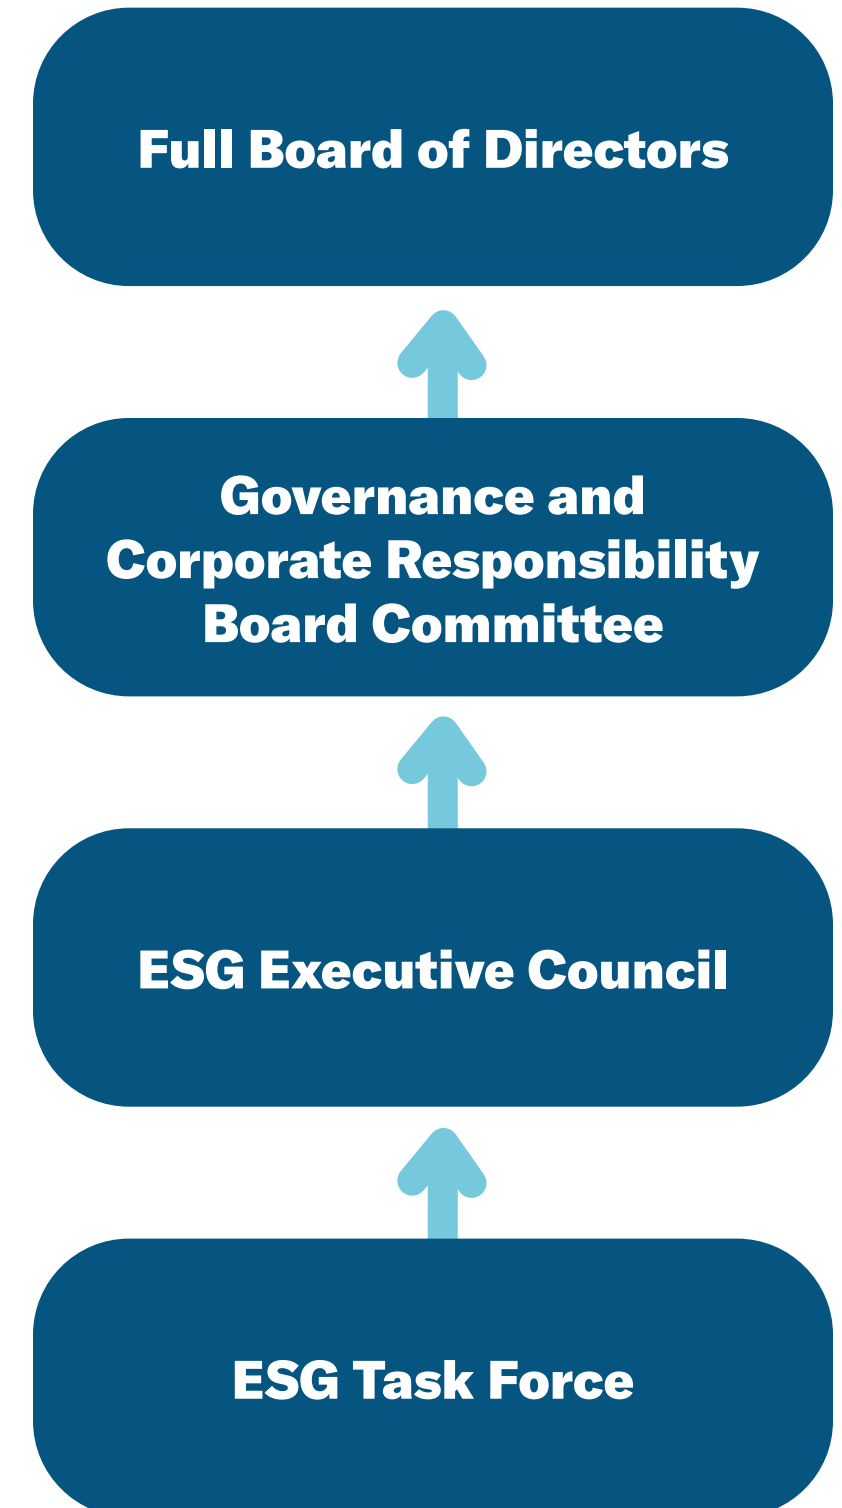 Full Board of Directors
Governance and
Corporate Responsibility
Board Committee
ESG Executive Council
ESG Task Force